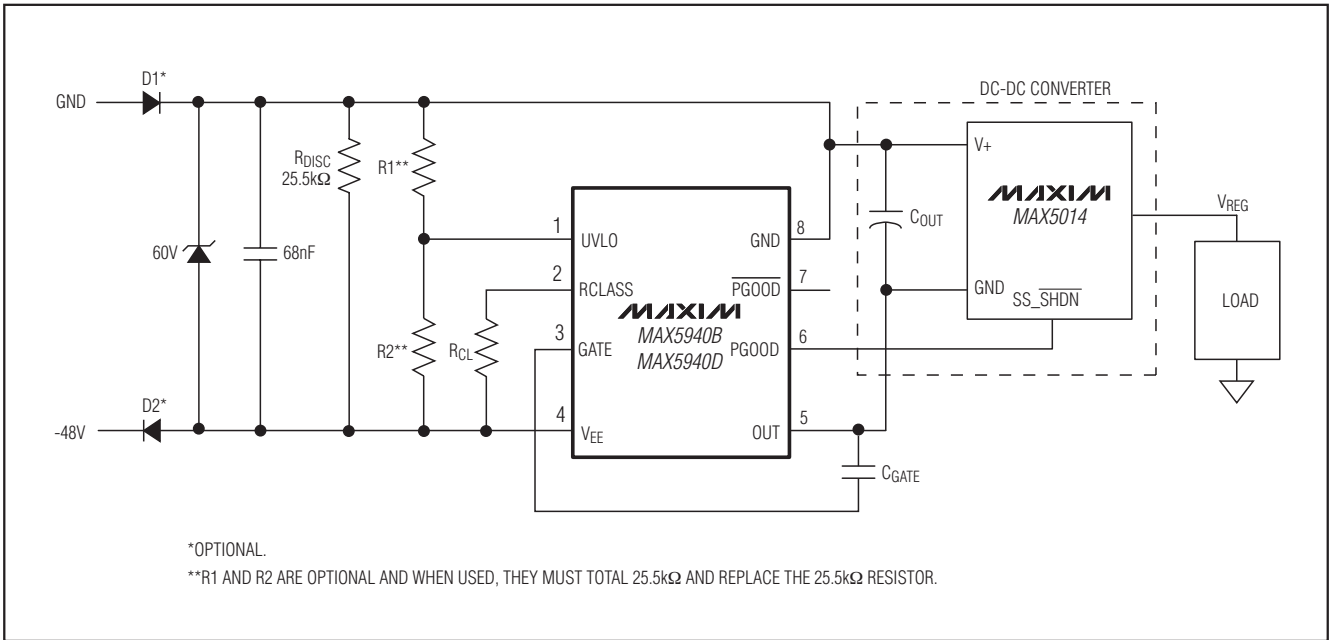 DC-DC CONVERTER
D1*
GND
RDISC
25.5kΩ
R1**
V+
MAXIM
MAX5014
VREG
COUT
1
UVLO
GND
8
60V
68nF
2
RCLASS
PGOOD
7
GND
SS_SHDN
LOAD
MAXIM
MAX5940B
MAX5940D
3
GATE
PGOOD
6
R2**
RCL
D2*
-48V
4
VEE
OUT
5
CGATE
*OPTIONAL.
**R1 AND R2 ARE OPTIONAL AND WHEN USED, THEY MUST TOTAL 25.5kΩ AND REPLACE THE 25.5kΩ RESISTOR.